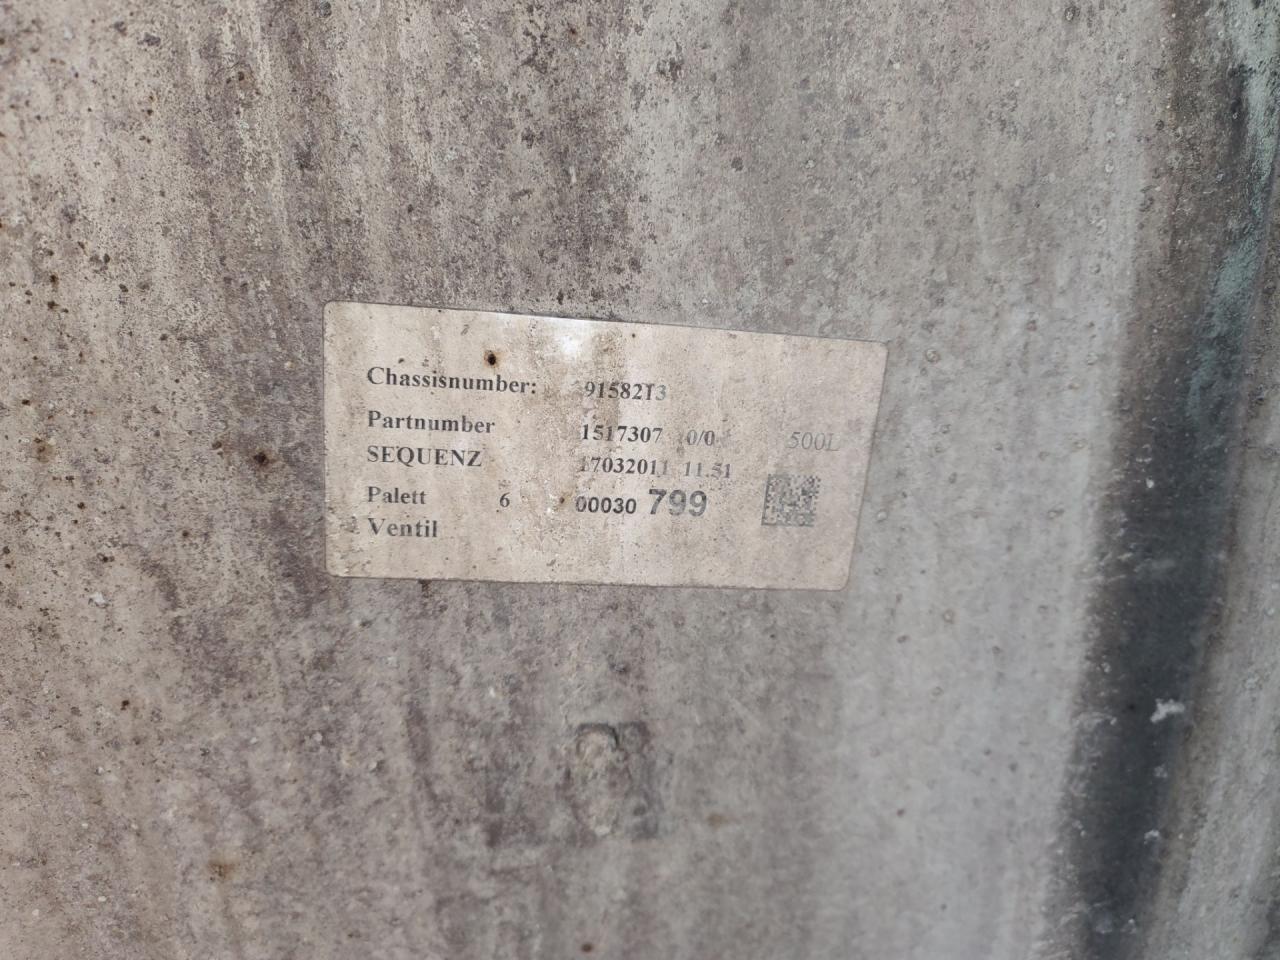 Chassisnumber: 9158213
Partnumber 1517307 0/0 500L
SEQUENZ 17032011 11.51
Palett 6 00030 799
Ventil